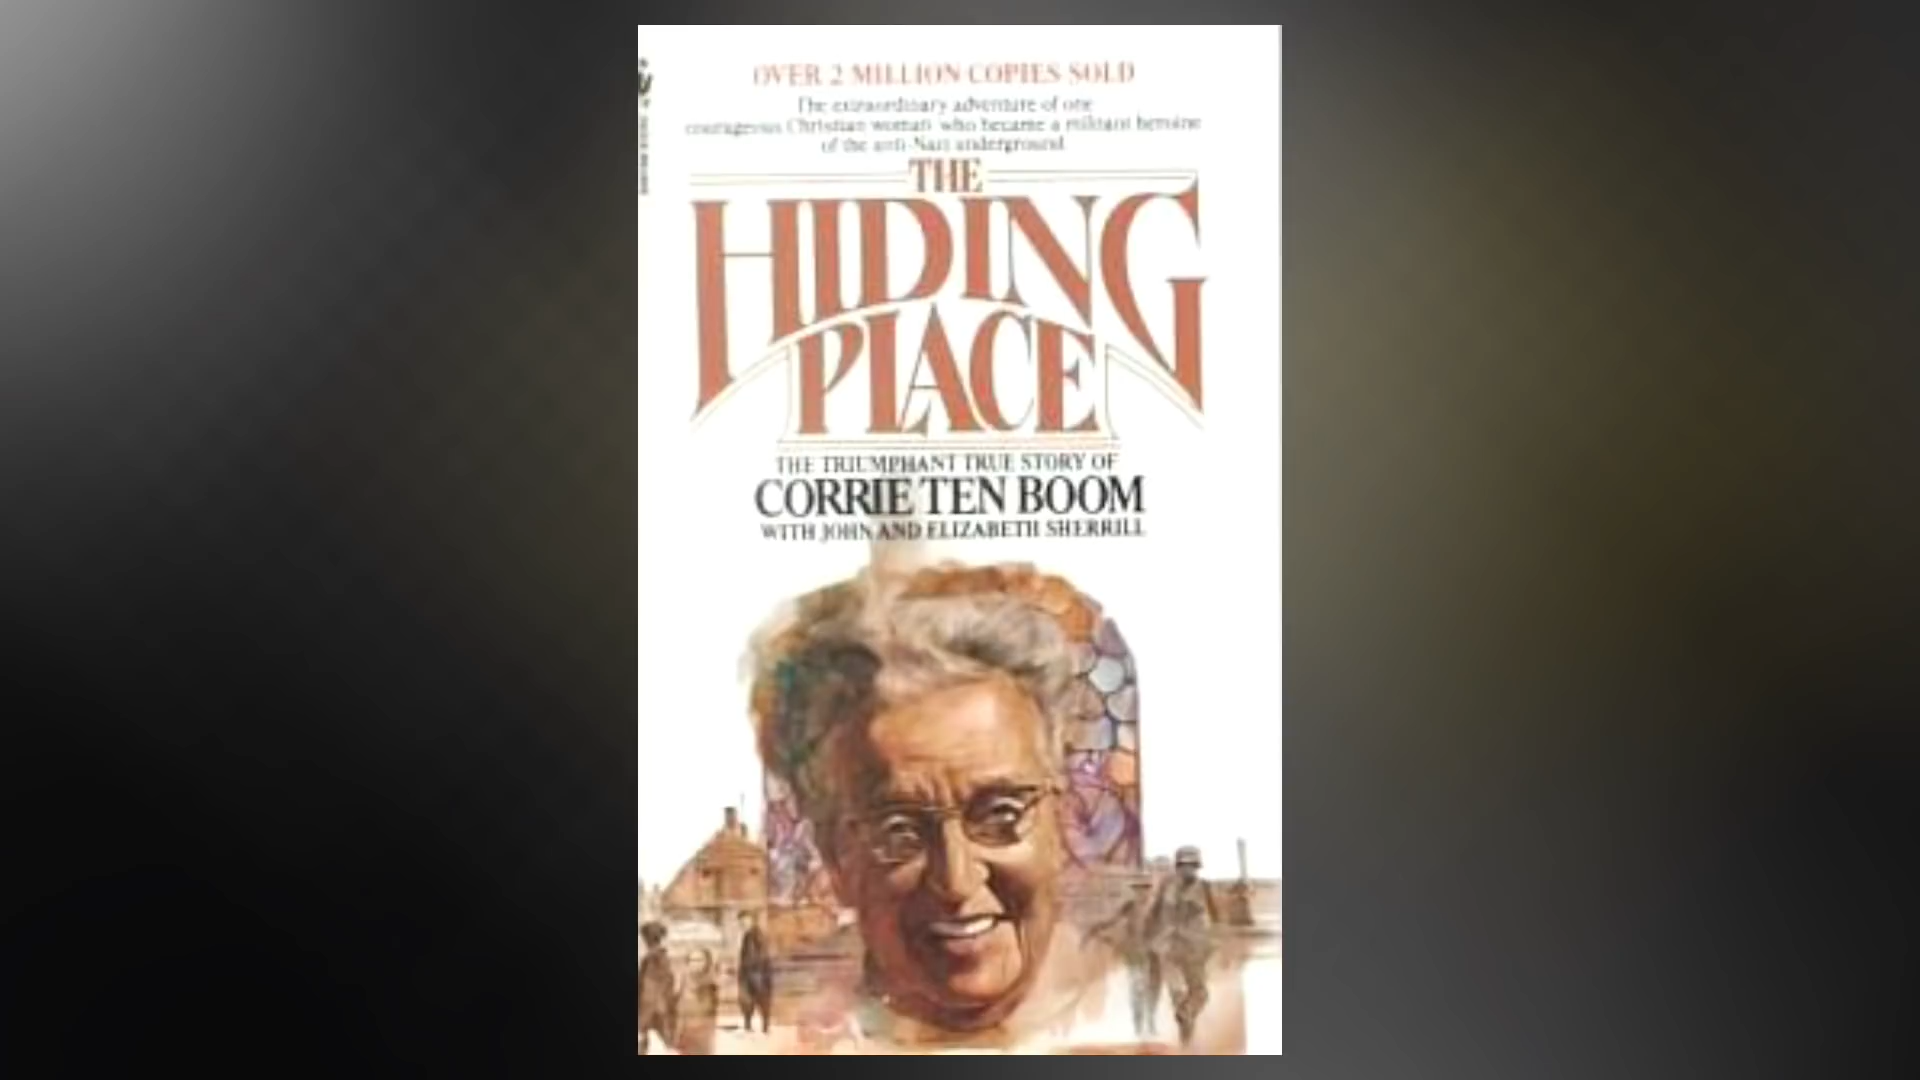 OVER 2 MILLION COPIES SOLD
The extraordinary adventure of one
courageous Christian woman who became a militant heroine
of the anti-Nazi underground
THE
HIDING
PLACE
THE TRIUMPHANT TRUE STORY OF
CORRIE TEN BOOM
WITH JOHN AND ELIZABETH SHERRILL